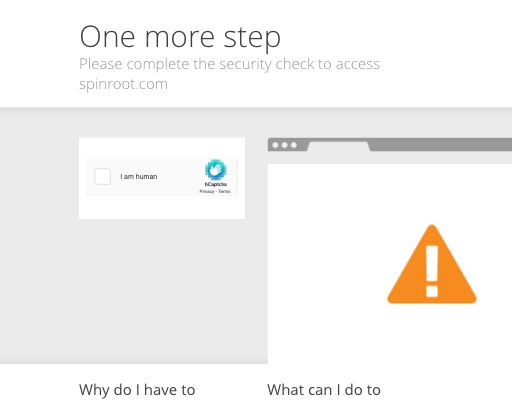 One more step
Please complete the security check to access
spinroot.com
I am human
hCaptcha
Privacy - Terms
Why do I have to
What can I do to